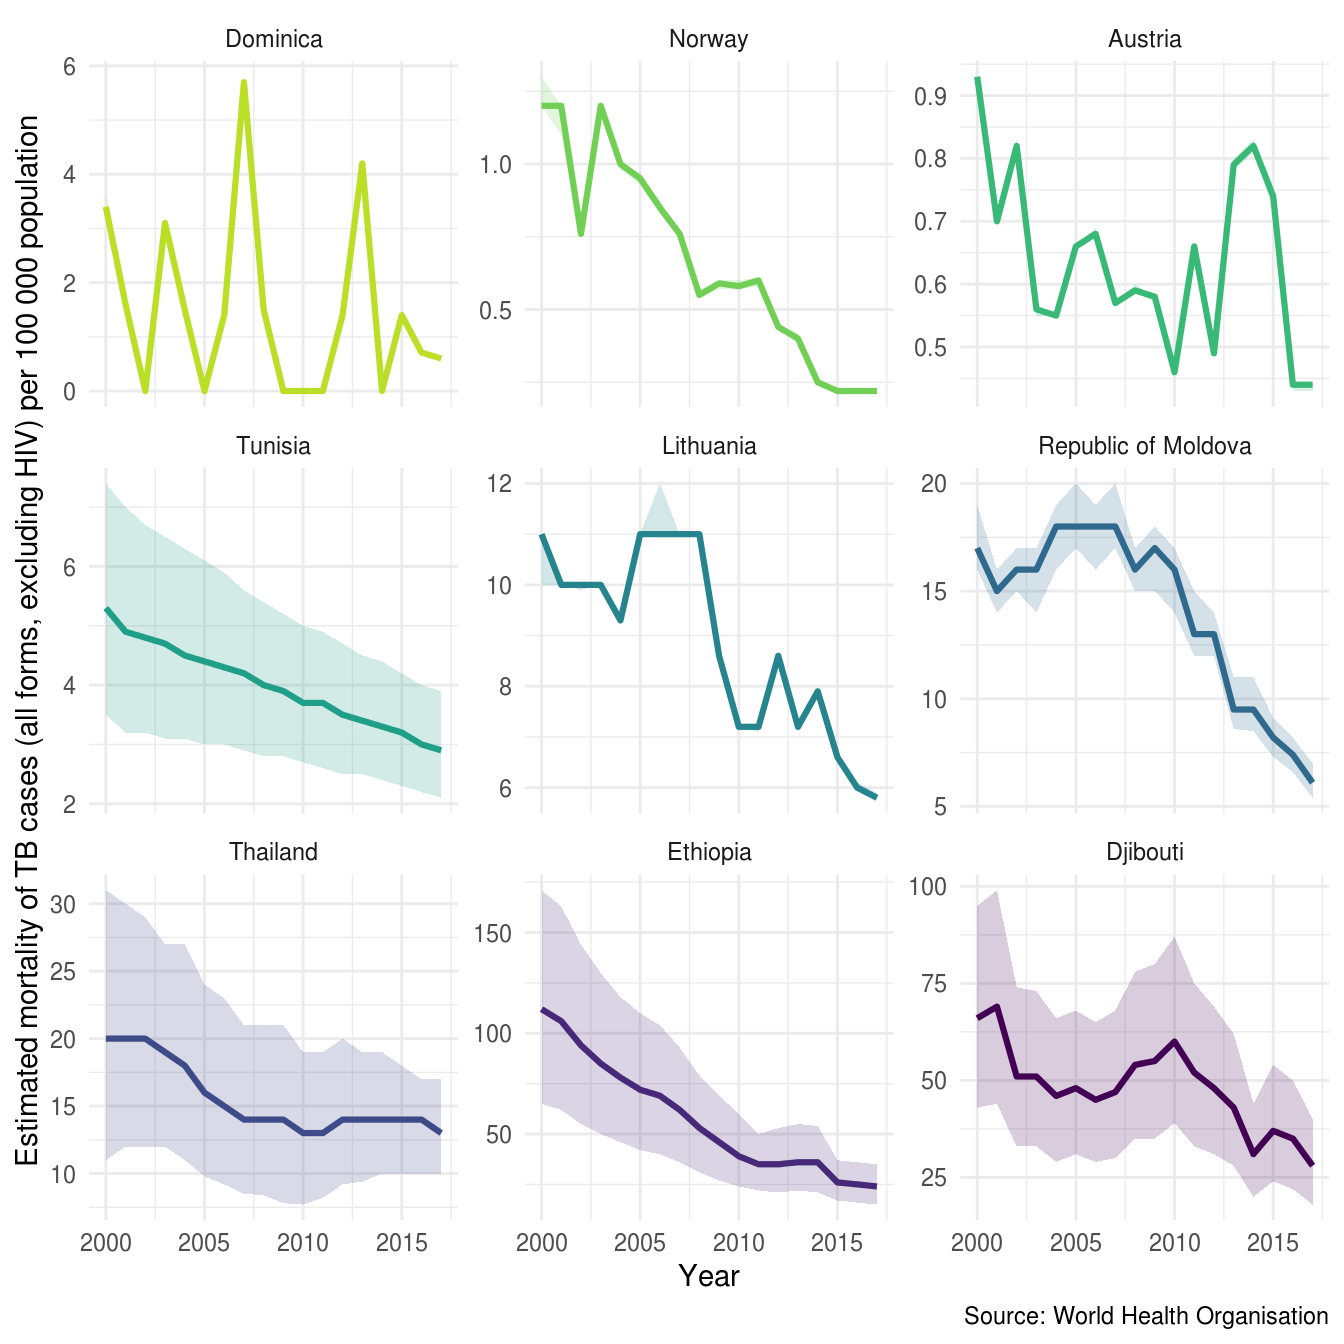 Dominica
Norway
Austria
6
4
2
0
1.0
0.5
0.9
0.8
0.7
0.6
0.5
Tunisia
Lithuania
Republic of Moldova
6
4
2
12
10
8
6
20
15
10
5
Thailand
Ethiopia
Djibouti
30
25
20
15
10
150
100
50
100
75
50
25
2000 2005 2010 2015
2000 2005 2010 2015
2000 2005 2010 2015
Estimated mortality of TB cases (all forms, excluding HIV) per 100 000 population
Year
Source: World Health Organisation